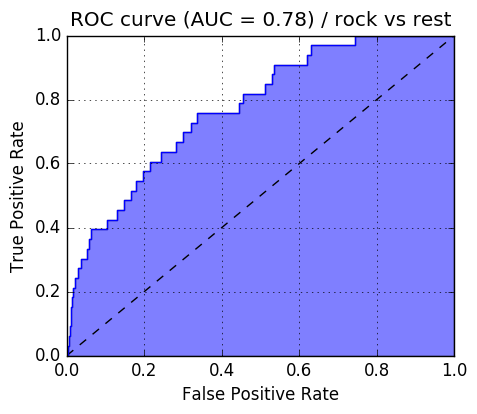 ROC curve (AUC = 0.78) / rock vs rest
1.0
0.8
0.6
0.4
0.2
0.0
True Positive Rate
0.0 0.2 0.4 0.6 0.8 1.0
False Positive Rate